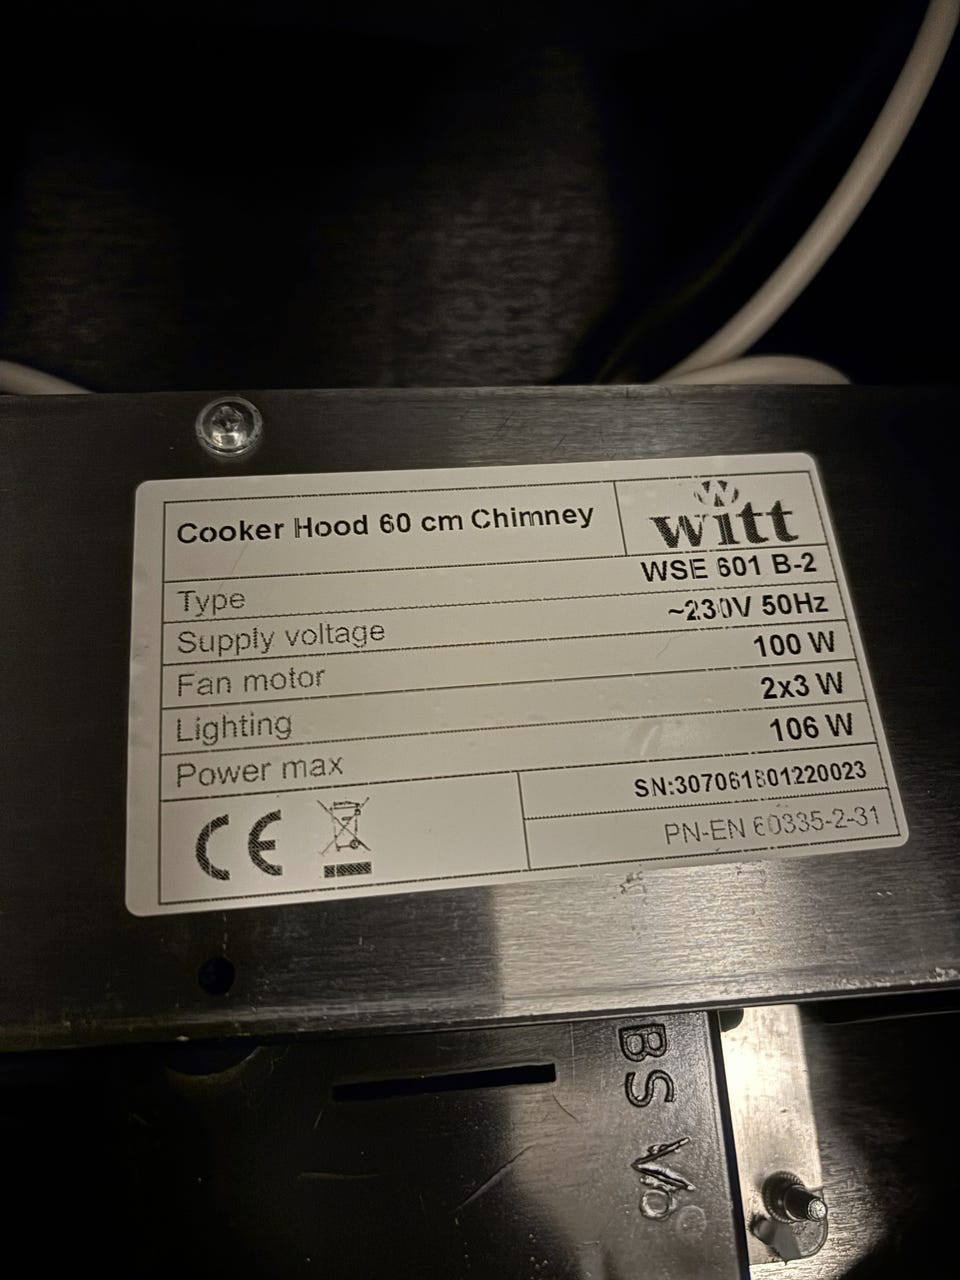 Cooker Hood 60 cm Chimney
W
witt
Type WSE 601 B-2
Supply voltage ~230V 50Hz
Fan motor 100 W
Lighting 2x3 W
Power max 106 W
SN:307061801220023
PN-EN 60335-2-31
CE
BS V0